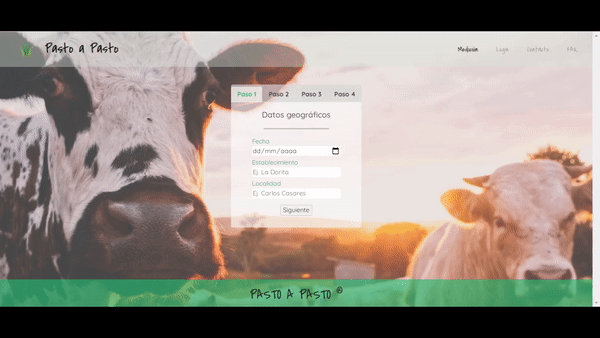 Pasto a Pasto
Medición Login Contacto FAQ
Paso 1 Paso 2 Paso 3 Paso 4
Datos geográficos
Fecha
dd/mm/aaaa
Establecimiento
Ej. La Dorita
Localidad
Ej. Carlos Casares
Siguiente
PASTO A PASTO ®